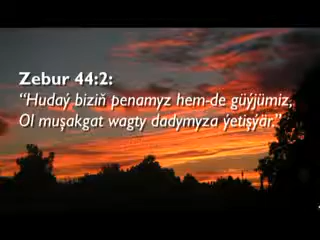 Zebur 44:2:
“Hudaý biziň penamyz hem-de güýjümiz,
Ol muşakgat wagty dadymyza ýetişýär.”